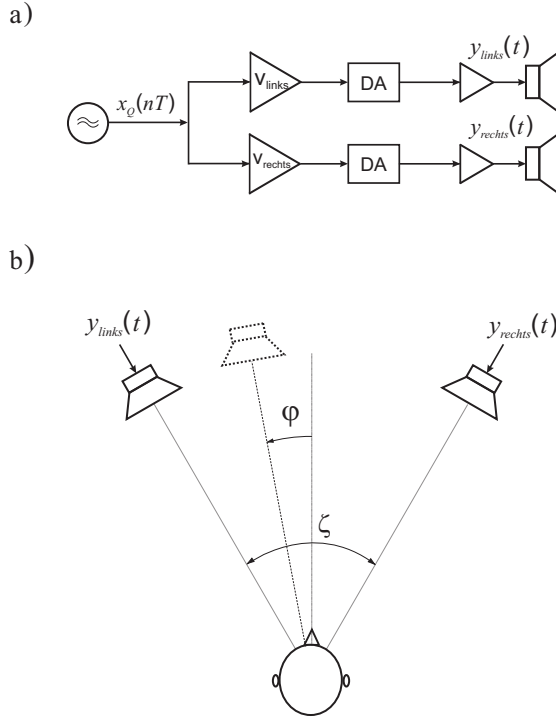 a)
x_Q(nT)
v_links
DA
y_links(t)
v_rechts
DA
y_rechts(t)
b)
y_links(t)
y_rechts(t)
φ
ζ